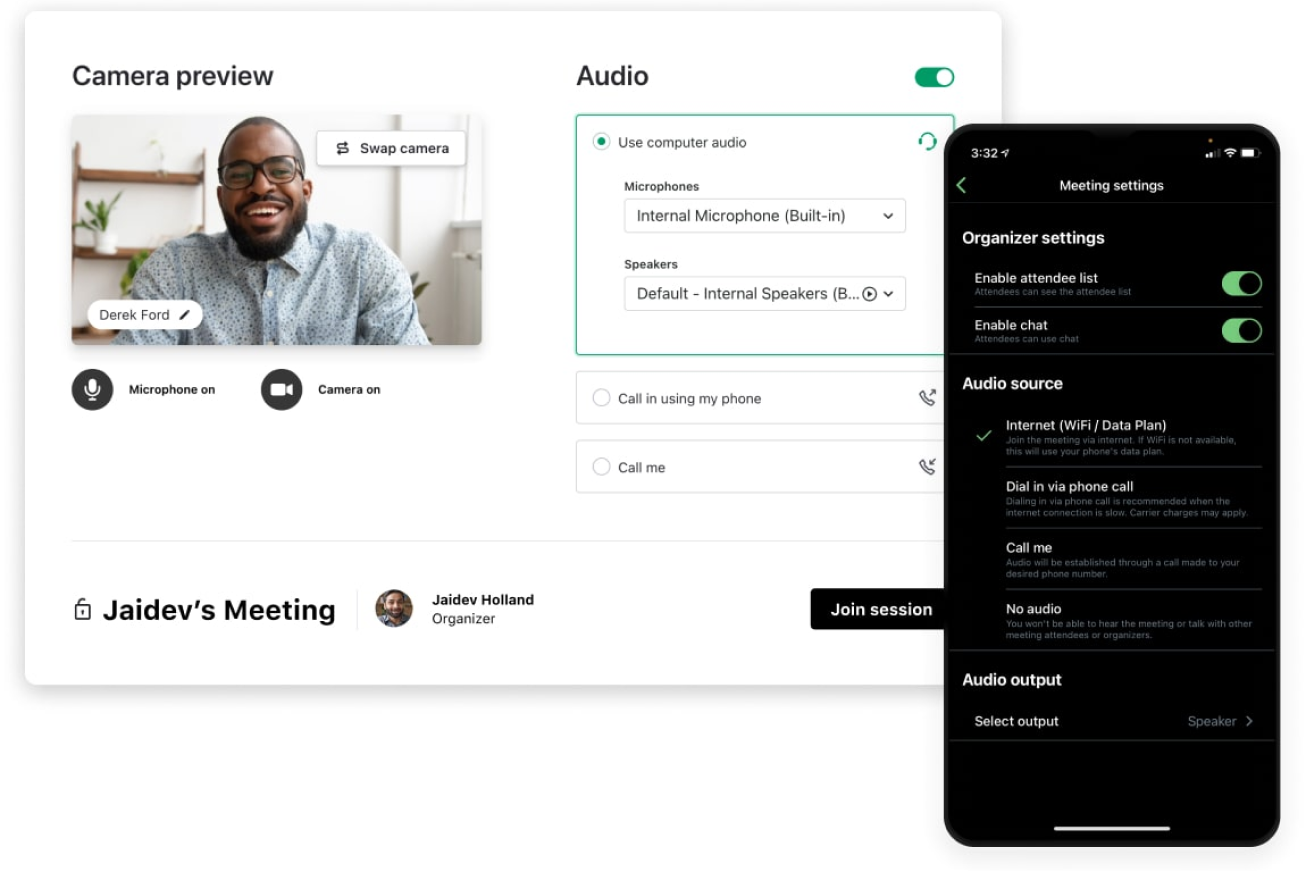 Camera preview
Swap camera
Derek Ford
Microphone on
Camera on
Audio
Use computer audio
Microphones
Internal Microphone (Built-in)
Speakers
Default - Internal Speakers (B...
Call in using my phone
Call me
Jaidev's Meeting
Jaidev Holland
Organizer
Join session
3:32
Meeting settings
Organizer settings
Enable attendee list
Attendees can see the attendee list
Enable chat
Attendees can use chat
Audio source
Internet (WiFi / Data Plan)
Join the meeting via internet. If WiFi is not available,
this will use your phone's data plan.
Dial in via phone call
Dialing in via phone call is recommended when the
internet connection is slow. Carrier charges may apply.
Call me
Audio will be established through a call made to your
desired phone number.
No audio
You won't be able to hear the meeting or talk with other
meeting attendees or organizers.
Audio output
Select output
Speaker